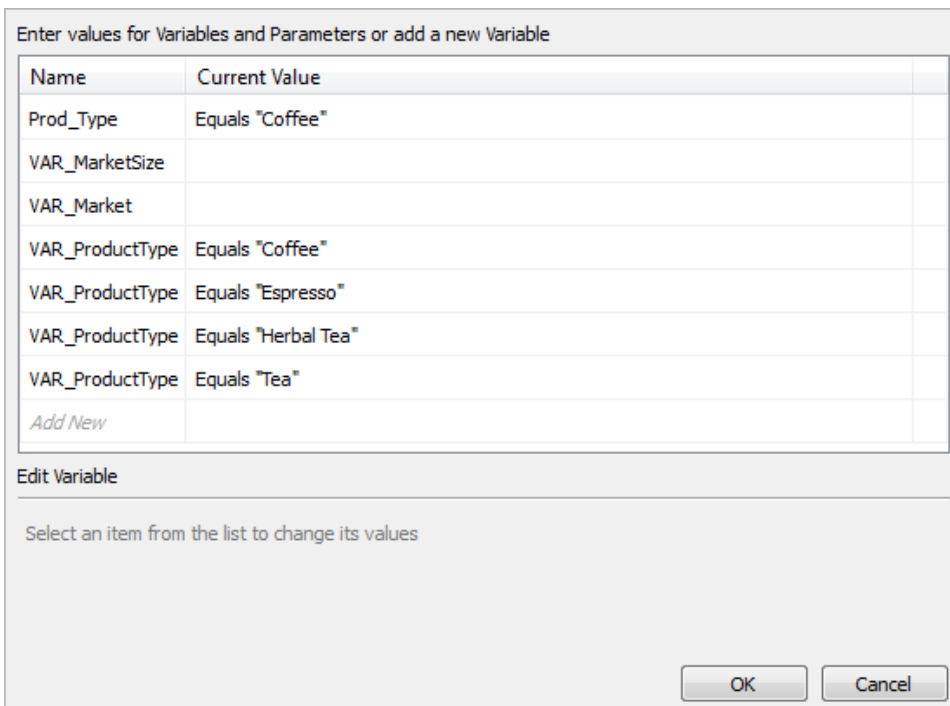 Enter values for Variables and Parameters or add a new Variable
Name Current Value
Prod_Type Equals "Coffee"
VAR_MarketSize
VAR_Market
VAR_ProductType Equals "Coffee"
VAR_ProductType Equals "Espresso"
VAR_ProductType Equals "Herbal Tea"
VAR_ProductType Equals "Tea"
Add New
Edit Variable
Select an item from the list to change its values
OK Cancel